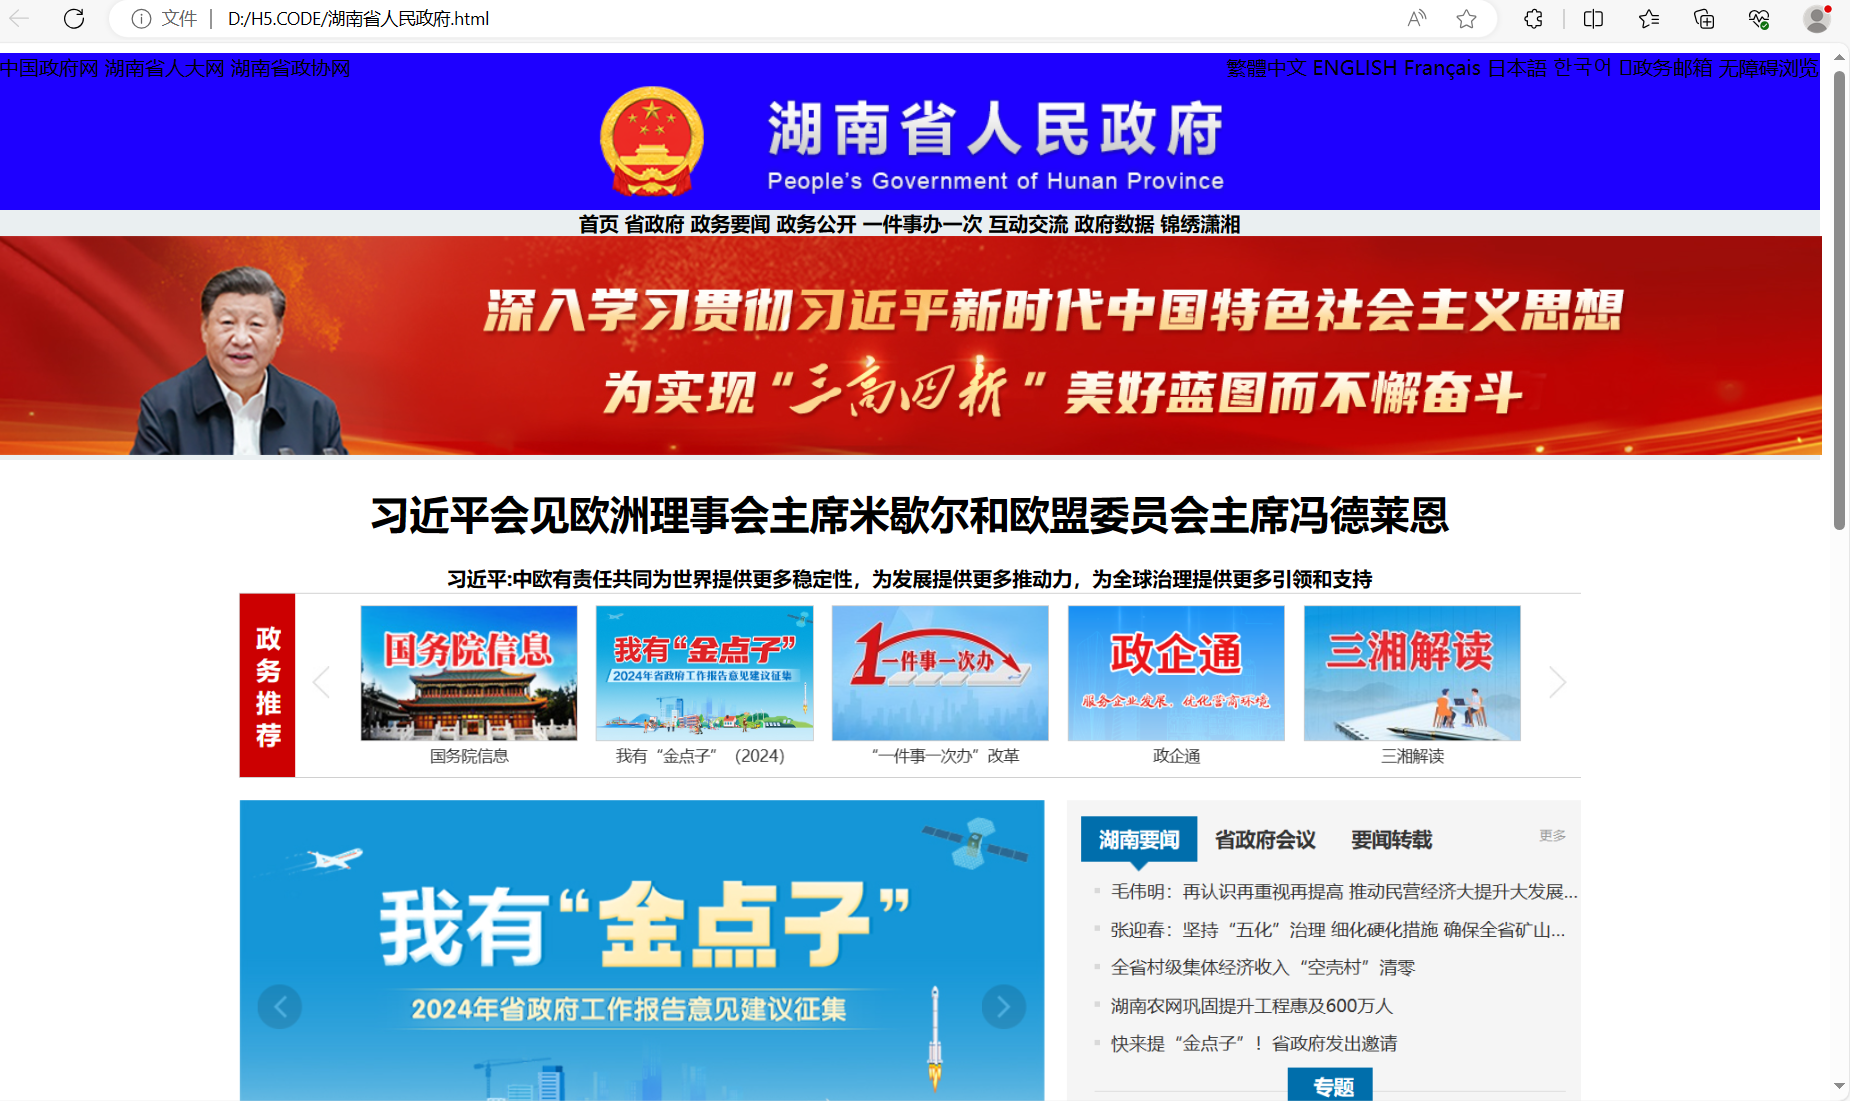 文件 | D:/H5.CODE/湖南省人民政府.html
中国政府网 湖南省人大网 湖南省政协网
繁體中文 ENGLISH Français 日本語 한국어 政务邮箱 无障碍浏览
湖南省人民政府
People's Government of Hunan Province
首页 省政府 政务要闻 政务公开 一件事办一次 互动交流 政府数据 锦绣潇湘
深入学习贯彻习近平新时代中国特色社会主义思想
为实现“三高四新”美好蓝图而不懈奋斗
习近平会见欧洲理事会主席米歇尔和欧盟委员会主席冯德莱恩
习近平:中欧有责任共同为世界提供更多稳定性，为发展提供更多推动力，为全球治理提供更多引领和支持
政务推荐
国务院信息
我有“金点子”
2024年省政府工作报告意见建议征集
1一件事一次办
政企通
服务企业发展，优化营商环境
三湘解读
国务院信息
我有“金点子”（2024）
“一件事一次办”改革
政企通
三湘解读
我有“金点子”
2024年省政府工作报告意见建议征集
湖南要闻 省政府会议 要闻转载 更多
毛伟明：再认识再重视再提高 推动民营经济大提升大发展...
张迎春：坚持“五化”治理 细化硬化措施 确保全省矿山...
全省村级集体经济收入“空壳村”清零
湖南农网巩固提升工程惠及600万人
快来提“金点子”！省政府发出邀请
专题